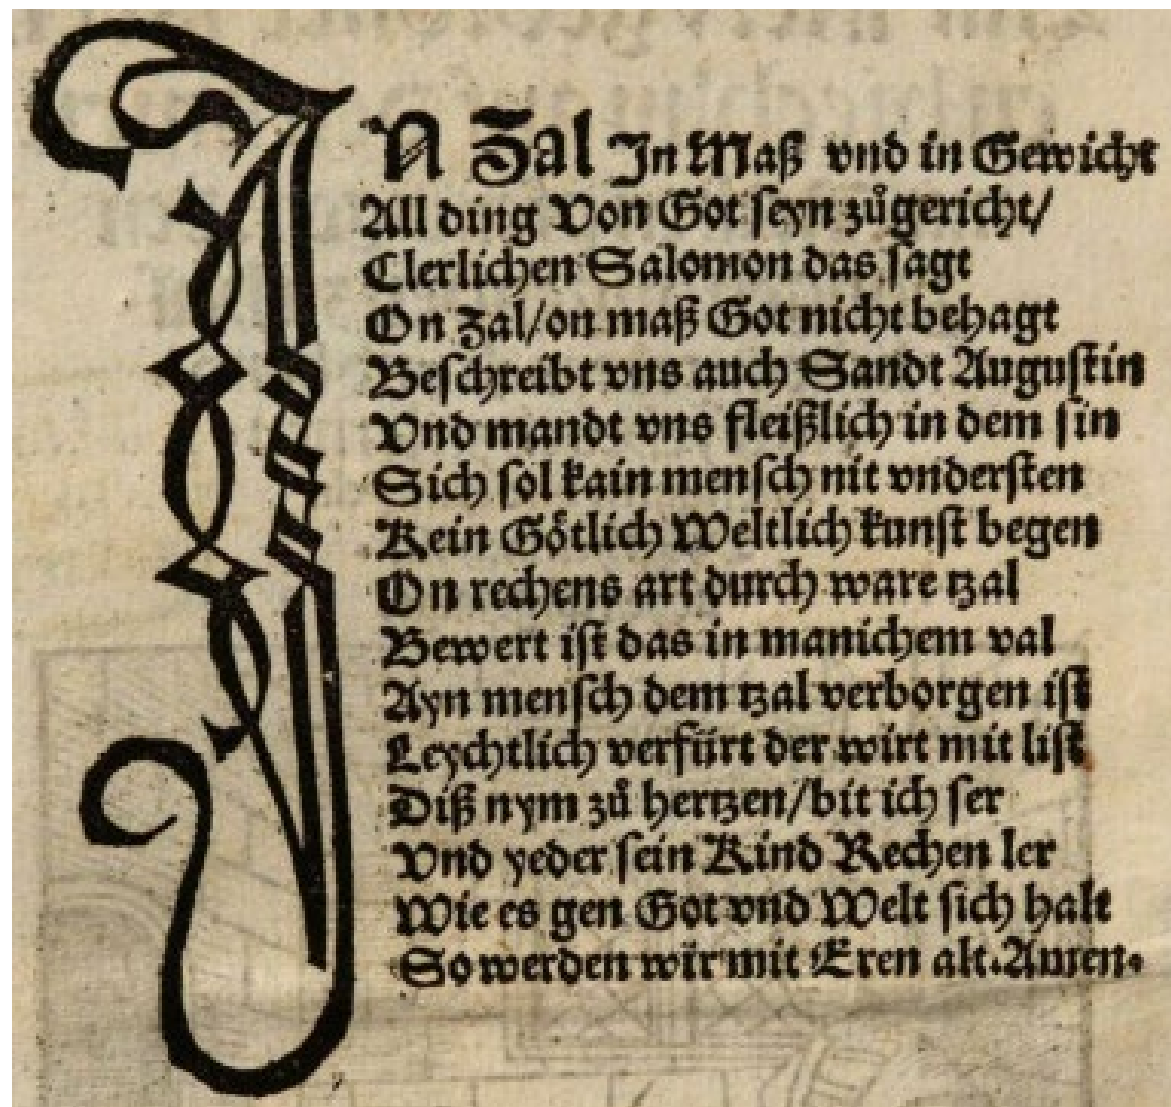 IN Zal In Maß vnd in Gewicht
All ding Von Got seyn zůgericht/
Clerlichen Salomon das sagt
On zal/on maß Got nicht behagt
Beschreibt vns auch Sandt Augustin
Vnd mandt vns fleißlich in dem sin
Sich sol kain mensch nit vndersten
Kein Gőtlich Weltlich kunst begen
On rechens art durch ware tzal
Bewert ist das in manichem val
Ayn mensch dem tzal verborgen ist
Leychtlich verfürt der wirt mit list
Diß nym zů hertzen/bit ich ser
Vnd yeder sein Kind Rechen ler
Wie es gen Got vnd Welt sich halt
So werden wir mit Eren alt. Amen.